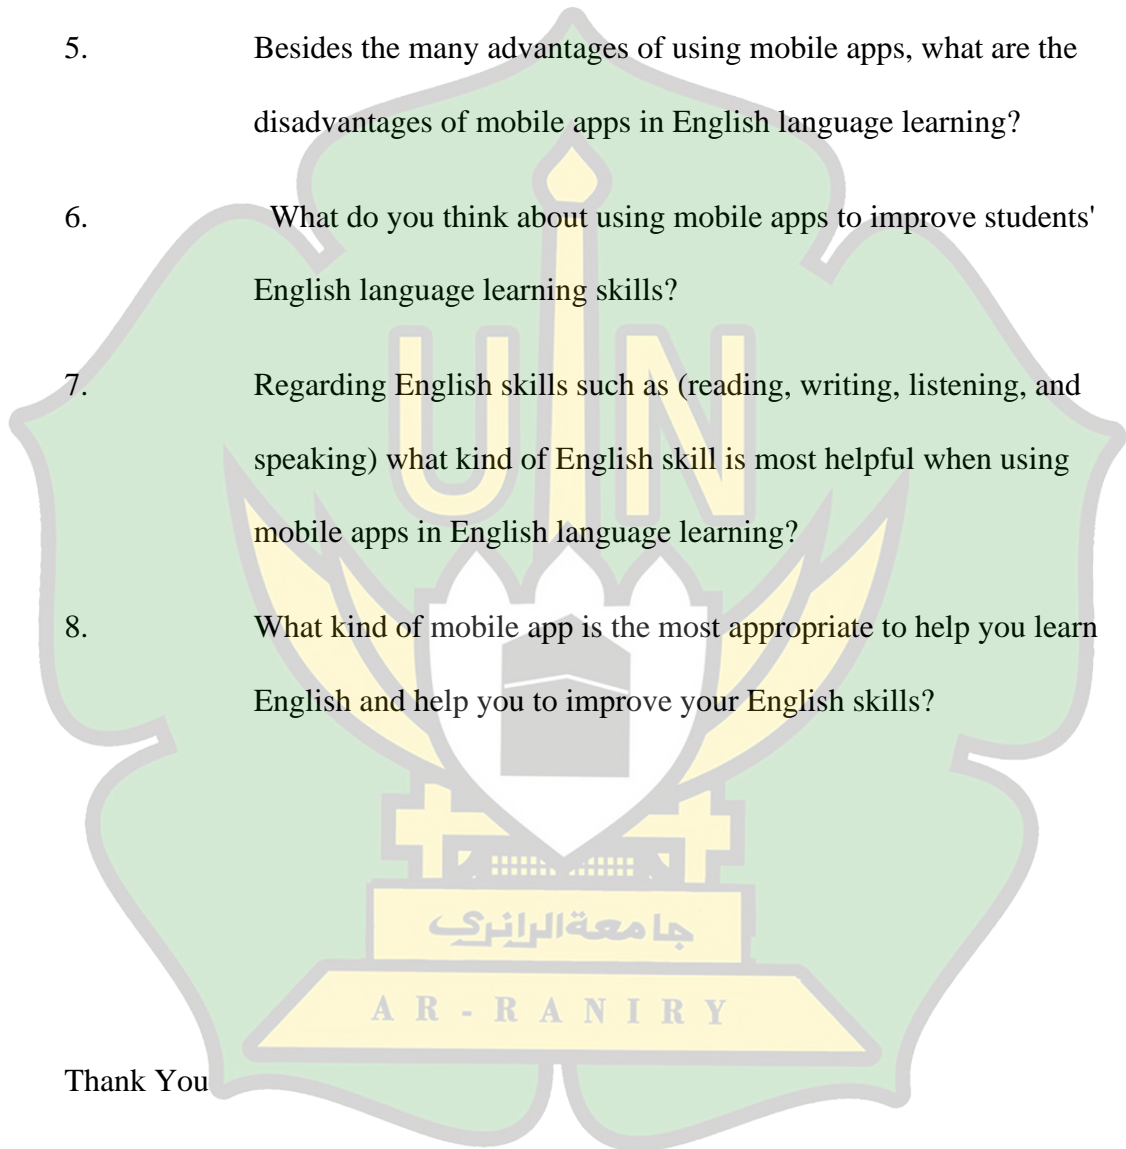 5. Besides the many advantages of using mobile apps, what are the
disadvantages of mobile apps in English language learning?
6. What do you think about using mobile apps to improve students'
English language learning skills?
7. Regarding English skills such as (reading, writing, listening, and
speaking) what kind of English skill is most helpful when using
mobile apps in English language learning?
8. What kind of mobile app is the most appropriate to help you learn
English and help you to improve your English skills?
Thank You
UIN
جامعة الرانري
AR-RANIRY